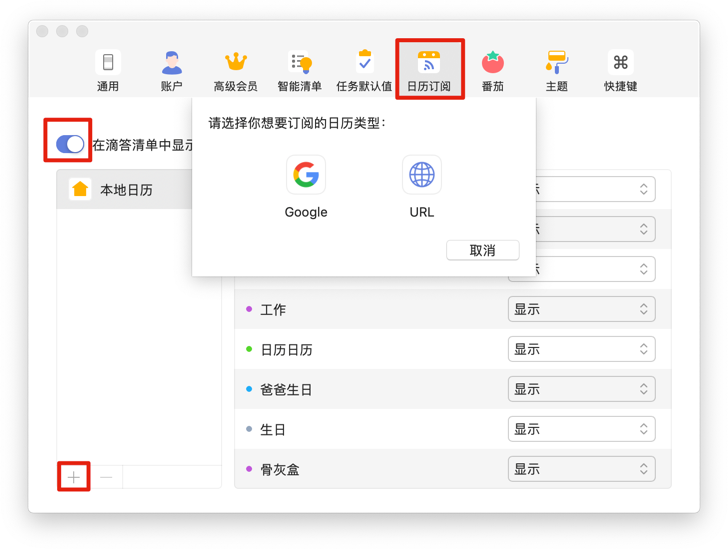 通用 账户 高级会员 智能清单 任务默认值 日历订阅 番茄 主题 快捷键
请选择你想要订阅的日历类型：
在滴答清单中显示
Google URL
取消
本地日历
示
示
示
工作 显示
日历日历 显示
爸爸生日 显示
生日 显示
骨灰盒 显示